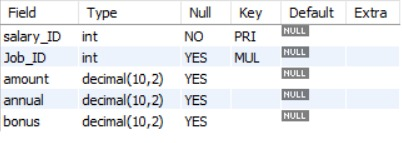 Field Type Null Key Default Extra
salary_ID int NO PRI NULL
Job_ID int YES MUL NULL
amount decimal(10,2) YES NULL
annual decimal(10,2) YES NULL
bonus decimal(10,2) YES NULL